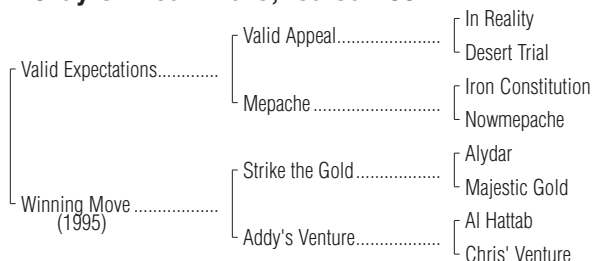 In Reality
Valid Appeal.....................
Desert Trial
Valid Expectations.............
Iron Constitution
Mepache ..........................
Nowmepache
Alydar
Strike the Gold..................
Majestic Gold
Winning Move ..................
(1995)
Al Hattab
Addy's Venture..................
Chris' Venture